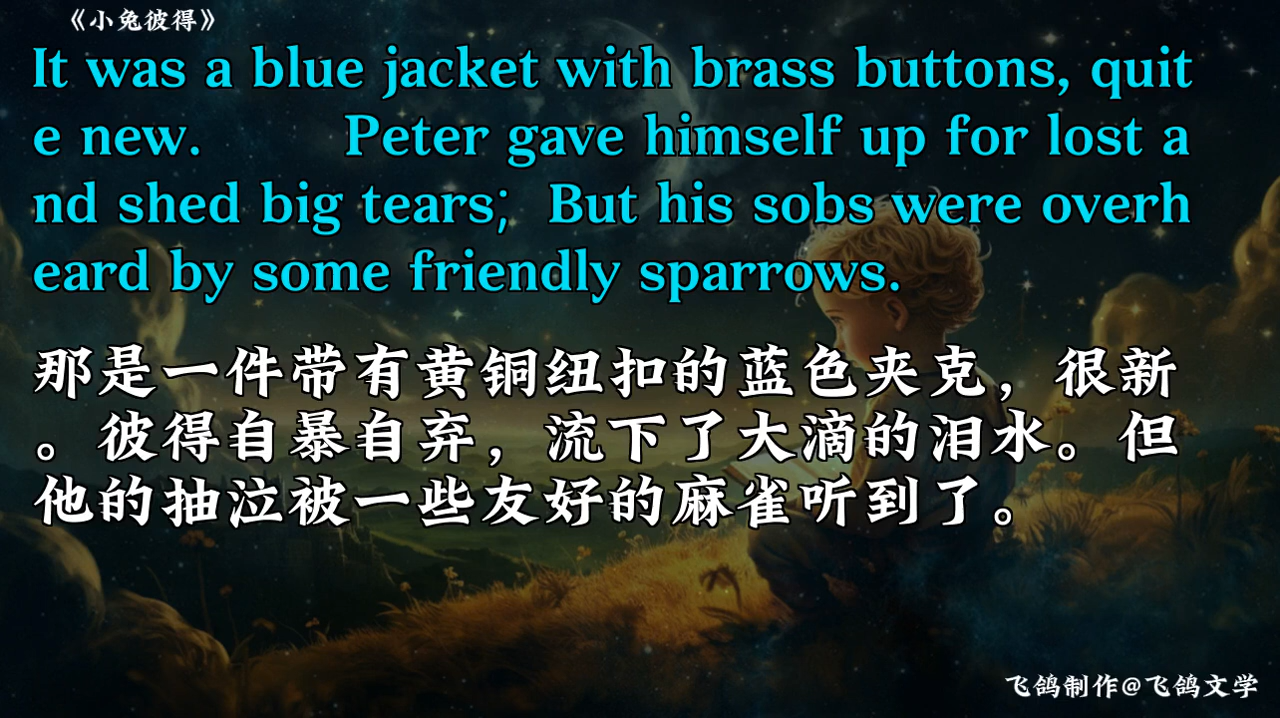 《小兔彼得》
It was a blue jacket with brass buttons, quit
e new.       Peter gave himself up for lost a
nd shed big tears;  But his sobs were overh
eard by some friendly sparrows.
那是一件带有黄铜纽扣的蓝色夹克，很新
。彼得自暴自弃，流下了大滴的泪水。但
他的抽泣被一些友好的麻雀听到了。
飞鸽制作@飞鸽文学